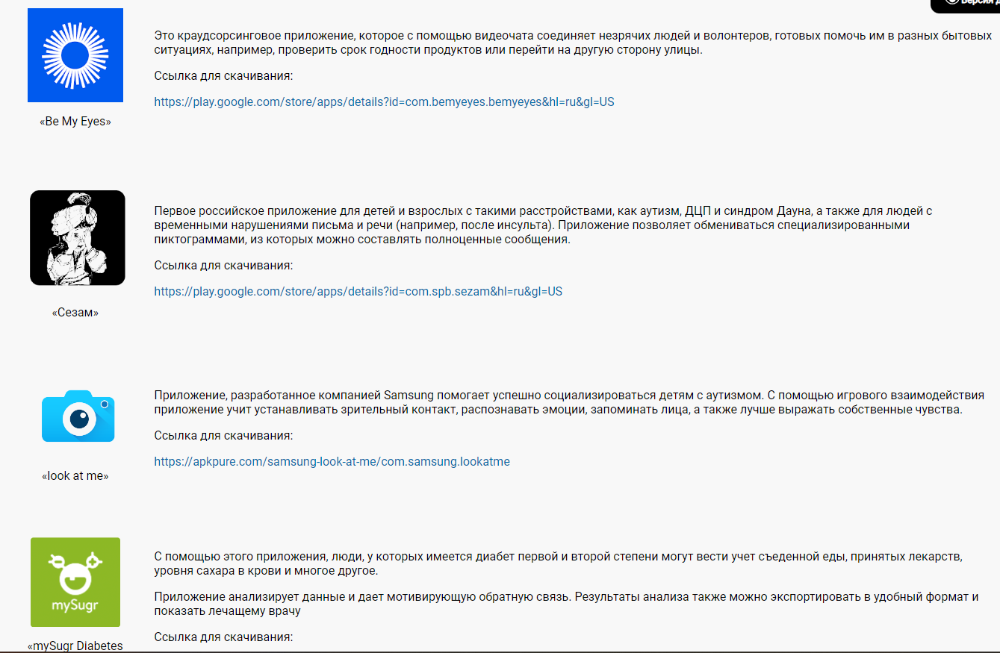 Версия д
Это краудсорсинговое приложение, которое с помощью видеочата соединяет незрячих людей и волонтеров, готовых помочь им в разных бытовых
ситуациях, например, проверить срок годности продуктов или перейти на другую сторону улицы.
Ссылка для скачивания:
https://play.google.com/store/apps/details?id=com.bemyeyes.bemyeyes&hl=ru&gl=US
«Be My Eyes»
Первое российское приложение для детей и взрослых с такими расстройствами, как аутизм, ДЦП и синдром Дауна, а также для людей с
временными нарушениями письма и речи (например, после инсульта). Приложение позволяет обмениваться специализированными
пиктограммами, из которых можно составлять полноценные сообщения.
Ссылка для скачивания:
https://play.google.com/store/apps/details?id=com.spb.sezam&hl=ru&gl=US
«Сезам»
Приложение, разработанное компанией Samsung помогает успешно социализироваться детям с аутизмом. С помощью игрового взаимодействия
приложение учит устанавливать зрительный контакт, распознавать эмоции, запоминать лица, а также лучше выражать собственные чувства.
Ссылка для скачивания:
https://apkpure.com/samsung-look-at-me/com.samsung.lookatme
«look at me»
С помощью этого приложения, люди, у которых имеется диабет первой и второй степени могут вести учет съеденной еды, принятых лекарств,
уровня сахара в крови и многое другое.
Приложение анализирует данные и дает мотивирующую обратную связь. Результаты анализа также можно экспортировать в удобный формат и
показать лечащему врачу
Ссылка для скачивания:
mySugr
«mySugr Diabetes